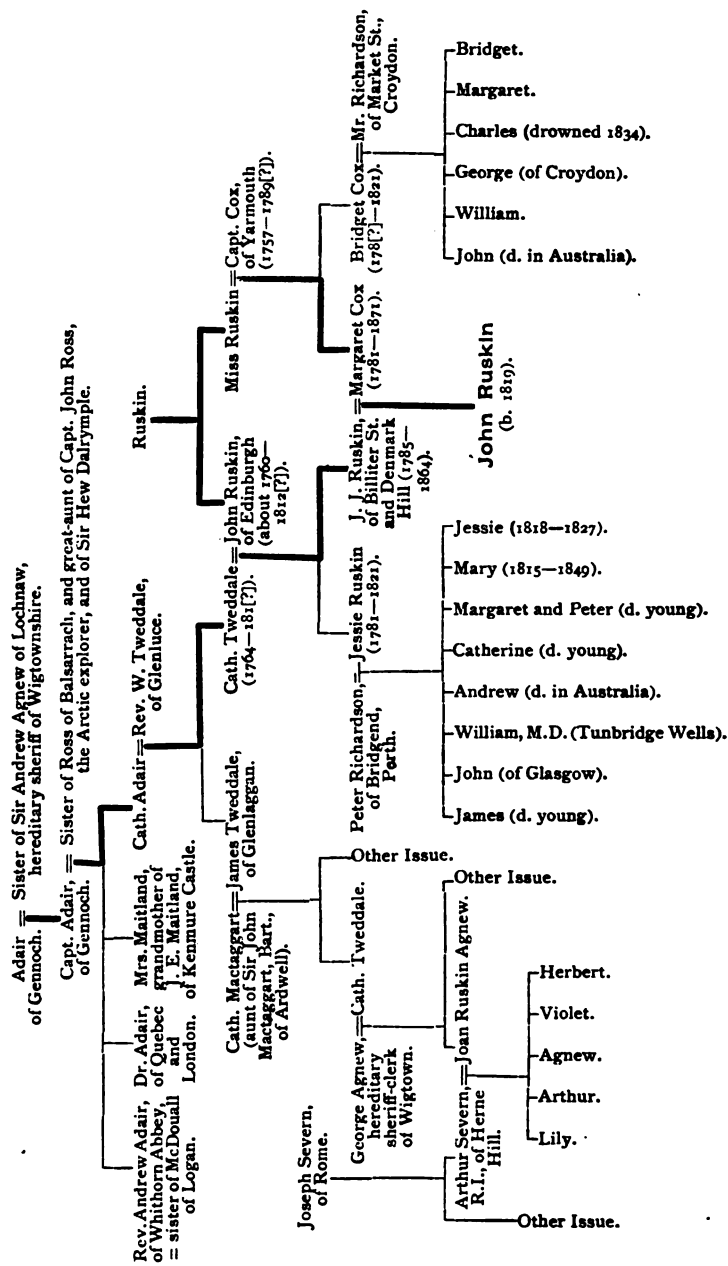 Adair = Sister of Sir Andrew Agnew of Lochnaw,
of Gennoch. hereditary sheriff of Wigtownshire.
Capt. Adair, = Sister of Ross of Balsarrach, and great-aunt of Capt. John Ross,
of Gennoch. the Arctic explorer, and of Sir Hew Dalrymple.
Rev. Andrew Adair,
of Whithorn Abbey,
= sister of McDouall
of Logan.
Dr. Adair,
of Quebec
and
London.
Mrs. Maitland,
grandmother of
J. E. Maitland,
of Kenmure Castle.
Cath. Adair = Rev. W. Tweddale,
of Glenluce.
Ruskin.
Cath. Mactaggart = James Tweddale,
(aunt of Sir John of Glenlaggan.
Mactaggart, Bart.,
of Ardwell).
Cath. Tweddale = John Ruskin,
(1764—181[?]). of Edinburgh
(about 1760—
1812[?]).
Miss Ruskin = Capt. Cox,
of Yarmouth
(1757—1789[?]).
Joseph Severn,
of Rome.
George Agnew, = Cath. Tweddale.
hereditary
sheriff-clerk
of Wigtown.
Other Issue.
Peter Richardson, = Jessie Ruskin
of Bridgend, (1781—1821).
Perth.
J. J. Ruskin, = Margaret Cox
of Billiter St. (1781—1871).
and Denmark
Hill (1785—
1864).
Bridget Cox = Mr. Richardson,
(178[?]—1821). of Market St.,
Croydon.
Other Issue.
Arthur Severn, = Joan Ruskin Agnew.
R.I., of Herne
Hill.
Other Issue.
Lily.
Arthur.
Agnew.
Violet.
Herbert.
James (d. young).
John (of Glasgow).
William, M.D. (Tunbridge Wells).
Andrew (d. in Australia).
Catherine (d. young).
Margaret and Peter (d. young).
Mary (1815—1849).
Jessie (1818—1827).
John Ruskin
(b. 1819).
John (d. in Australia).
William.
George (of Croydon).
Charles (drowned 1834).
Margaret.
Bridget.